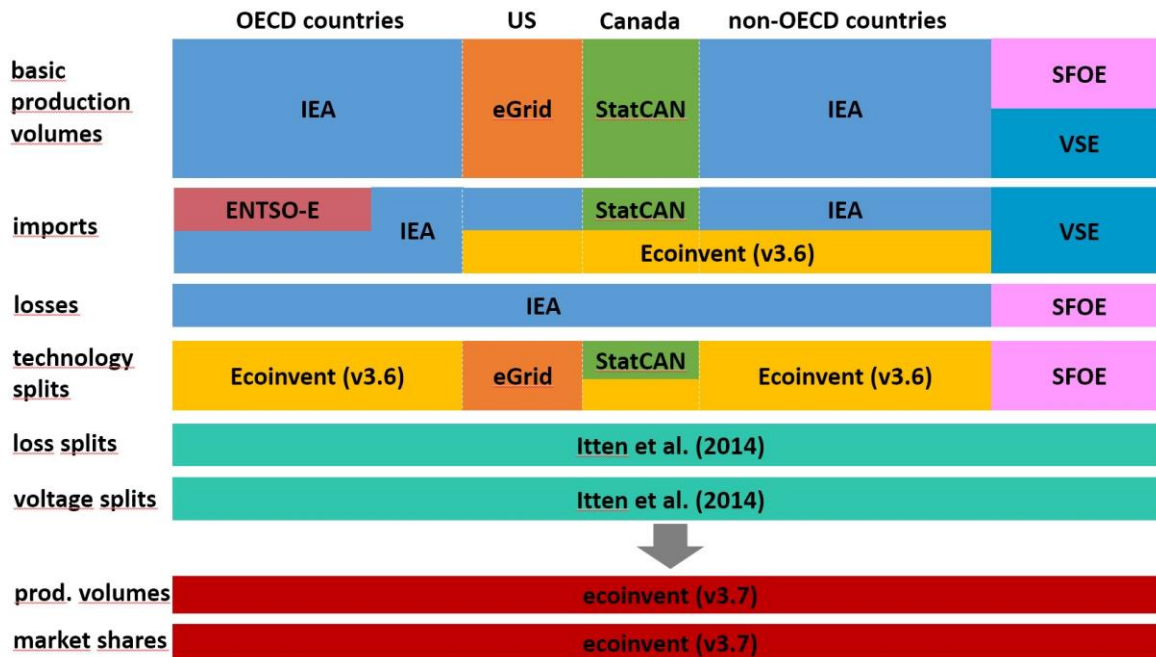 OECD countries US Canada non-OECD countries
basic
production
volumes
IEA eGrid StatCAN IEA SFOE
VSE
imports
ENTSO-E IEA StatCAN IEA VSE
Ecoinvent (v3.6)
losses IEA SFOE
technology
splits
Ecoinvent (v3.6) eGrid StatCAN Ecoinvent (v3.6) SFOE
loss splits Itten et al. (2014)
voltage splits Itten et al. (2014)
prod. volumes ecoinvent (v3.7)
market shares ecoinvent (v3.7)